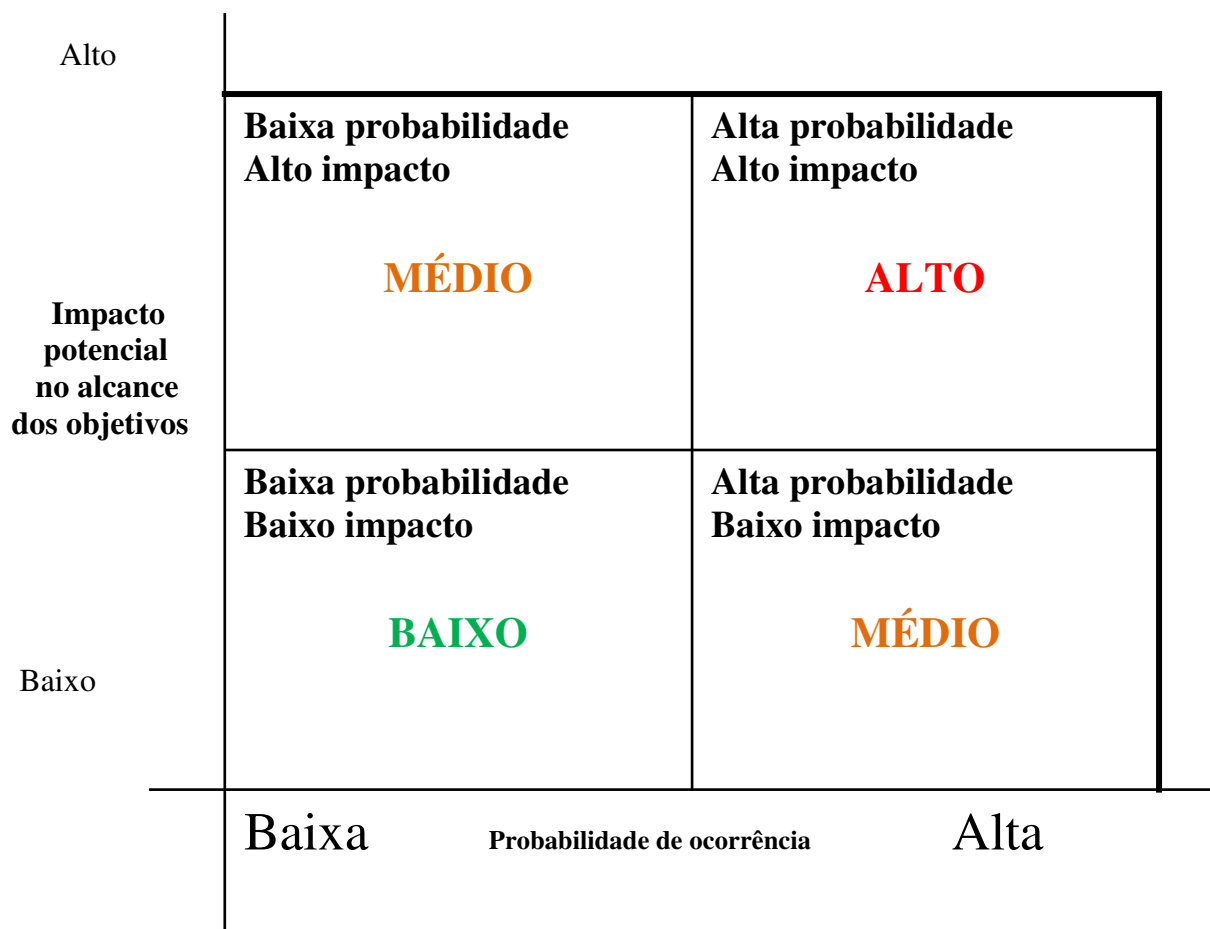 Alto
Baixa probabilidade
Alto impacto
MÉDIO
Alta probabilidade
Alto impacto
ALTO
Impacto
potencial
no alcance
dos objetivos
Baixa probabilidade
Baixo impacto
BAIXO
Alta probabilidade
Baixo impacto
MÉDIO
Baixo
Baixa
Probabilidade de ocorrência
Alta